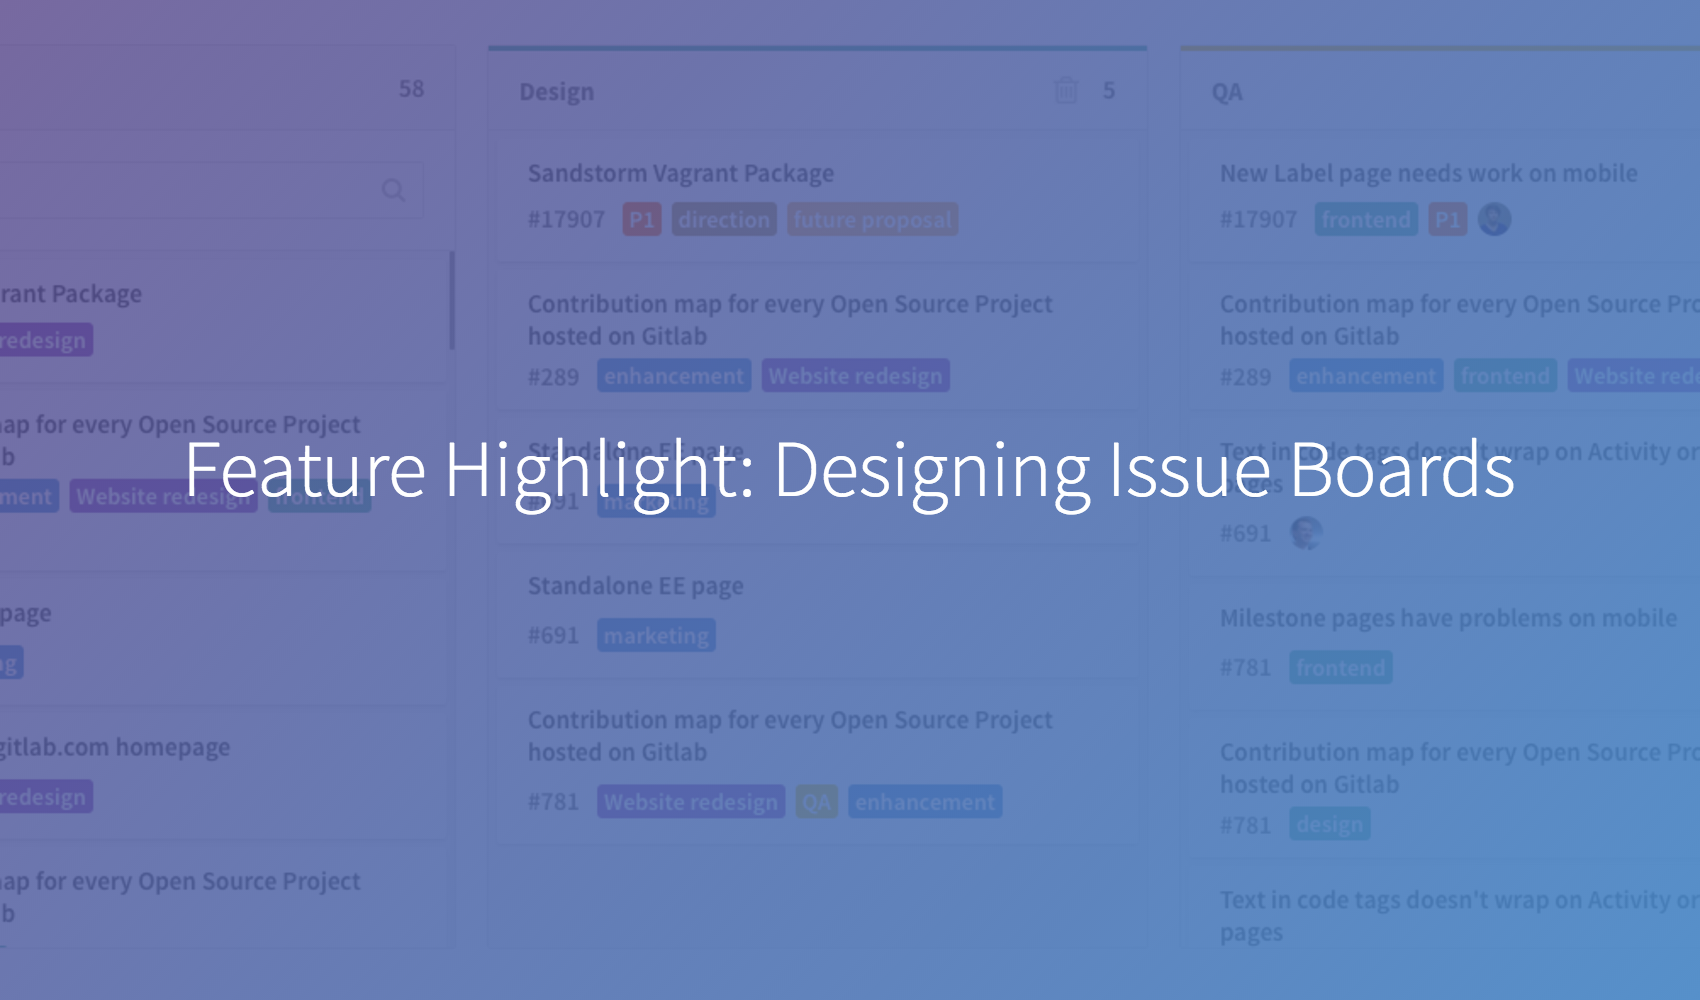 58
rant Package
redesign
ap for every Open Source Project
b
ment Website redesign frontend
page
g
gitlab.com homepage
redesign
ap for every Open Source Project
b
Design 5
Sandstorm Vagrant Package
#17907 P1 direction future proposal
Contribution map for every Open Source Project
hosted on Gitlab
#289 enhancement Website redesign
Standalone EE page
#691 marketing
Standalone EE page
#691 marketing
Contribution map for every Open Source Project
hosted on Gitlab
#781 Website redesign QA enhancement
QA
New Label page needs work on mobile
#17907 frontend P1
Contribution map for every Open Source Pro
hosted on Gitlab
#289 enhancement frontend Website rede
Text in code tags doesn't wrap on Activity or
pages
#691
Milestone pages have problems on mobile
#781 frontend
Contribution map for every Open Source Pro
hosted on Gitlab
#781 design
Text in code tags doesn't wrap on Activity or
pages
Feature Highlight: Designing Issue Boards